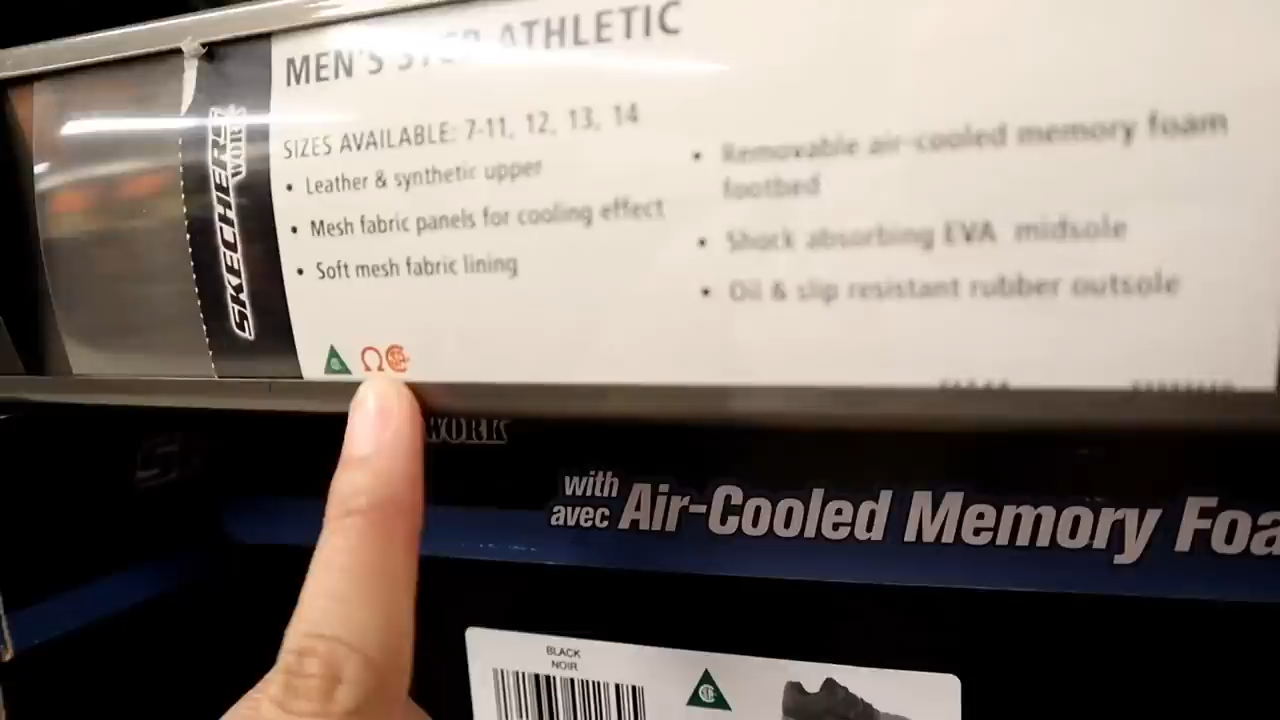 MEN'S ATHLETIC
SKECHERS
WORK
SIZES AVAILABLE: 7-11, 12, 13, 14
• Leather & synthetic upper
• Mesh fabric panels for cooling effect
• Soft mesh fabric lining
• Removable air-cooled memory foam
footbed
• Shock absorbing EVA midsole
• Oil & slip resistant rubber outsole
Ω
WORK
with
avec
Air-Cooled Memory Foa
BLACK
NOIR